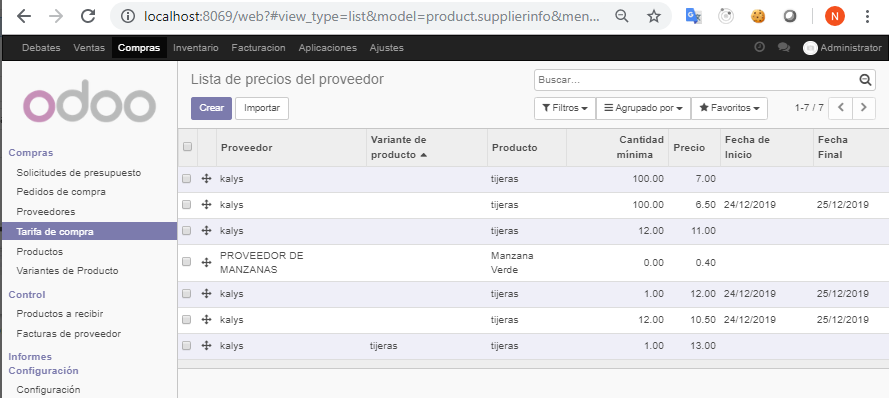 localhost:8069/web?#view_type=list&model=product.supplierinfo&men...
N
Debates Ventas Compras Inventario Facturacion Aplicaciones Ajustes Administrator
odoo
Lista de precios del proveedor
Buscar...
Crear Importar
Filtros Agrupado por Favoritos 1-7 / 7
Compras
Solicitudes de presupuesto
Pedidos de compra
Proveedores
Tarifa de compra
Productos
Variantes de Producto
Control
Productos a recibir
Facturas de proveedor
Informes
Configuración
Configuración
Proveedor Variante de producto Producto Cantidad mínima Precio Fecha de Inicio Fecha Final
kalys tijeras 100.00 7.00
kalys tijeras 100.00 6.50 24/12/2019 25/12/2019
kalys tijeras 12.00 11.00
PROVEEDOR DE MANZANAS Manzana Verde 0.00 0.40
kalys tijeras 1.00 12.00 24/12/2019 25/12/2019
kalys tijeras 12.00 10.50 24/12/2019 25/12/2019
kalys tijeras tijeras 1.00 13.00